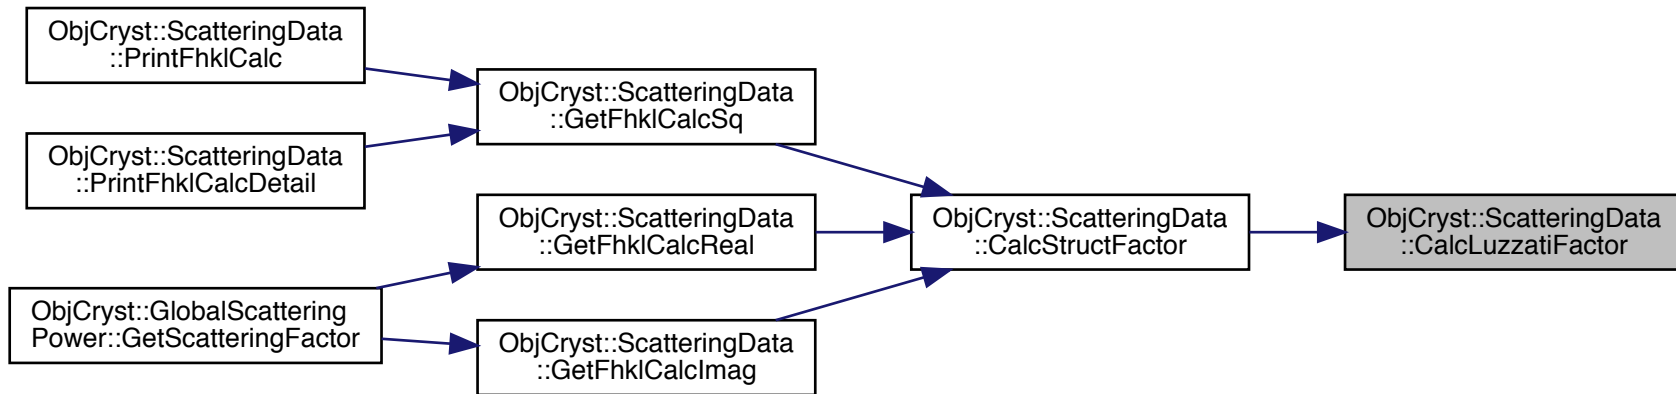 ObjCryst::ScatteringData
::PrintFhklCalc
ObjCryst::ScatteringData
::PrintFhklCalcDetail
ObjCryst::GlobalScattering
Power::GetScatteringFactor
ObjCryst::ScatteringData
::GetFhklCalcSq
ObjCryst::ScatteringData
::GetFhklCalcReal
ObjCryst::ScatteringData
::GetFhklCalcImag
ObjCryst::ScatteringData
::CalcStructFactor
ObjCryst::ScatteringData
::CalcLuzzatiFactor